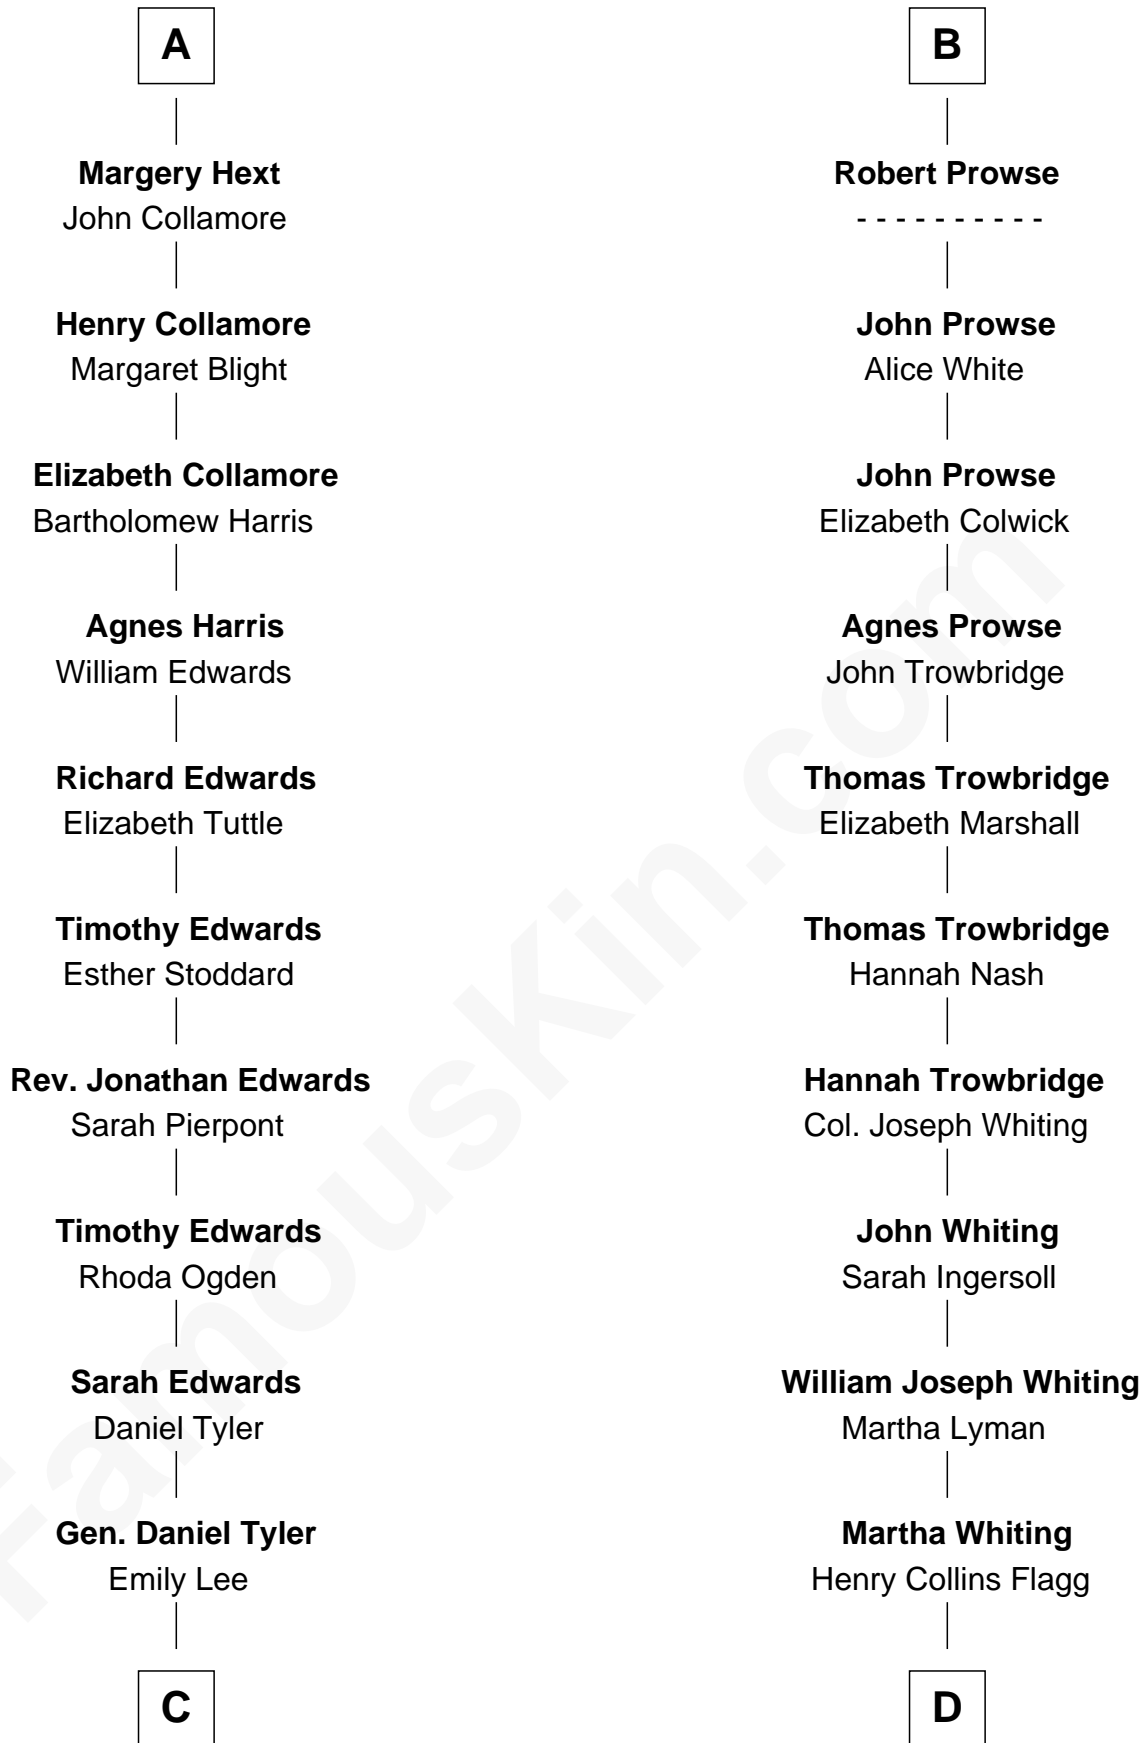 A
Margery Hext
John Collamore
Henry Collamore
Margaret Blight
Elizabeth Collamore
Bartholomew Harris
Agnes Harris
William Edwards
Richard Edwards
Elizabeth Tuttle
Timothy Edwards
Esther Stoddard
Rev. Jonathan Edwards
Sarah Pierpont
Timothy Edwards
Rhoda Ogden
Sarah Edwards
Daniel Tyler
Gen. Daniel Tyler
Emily Lee
C
B
Robert Prowse
- - - - - - - - - -
John Prowse
Alice White
John Prowse
Elizabeth Colwick
Agnes Prowse
John Trowbridge
Thomas Trowbridge
Elizabeth Marshall
Thomas Trowbridge
Hannah Nash
Hannah Trowbridge
Col. Joseph Whiting
John Whiting
Sarah Ingersoll
William Joseph Whiting
Martha Lyman
Martha Whiting
Henry Collins Flagg
D
FamousKin.com